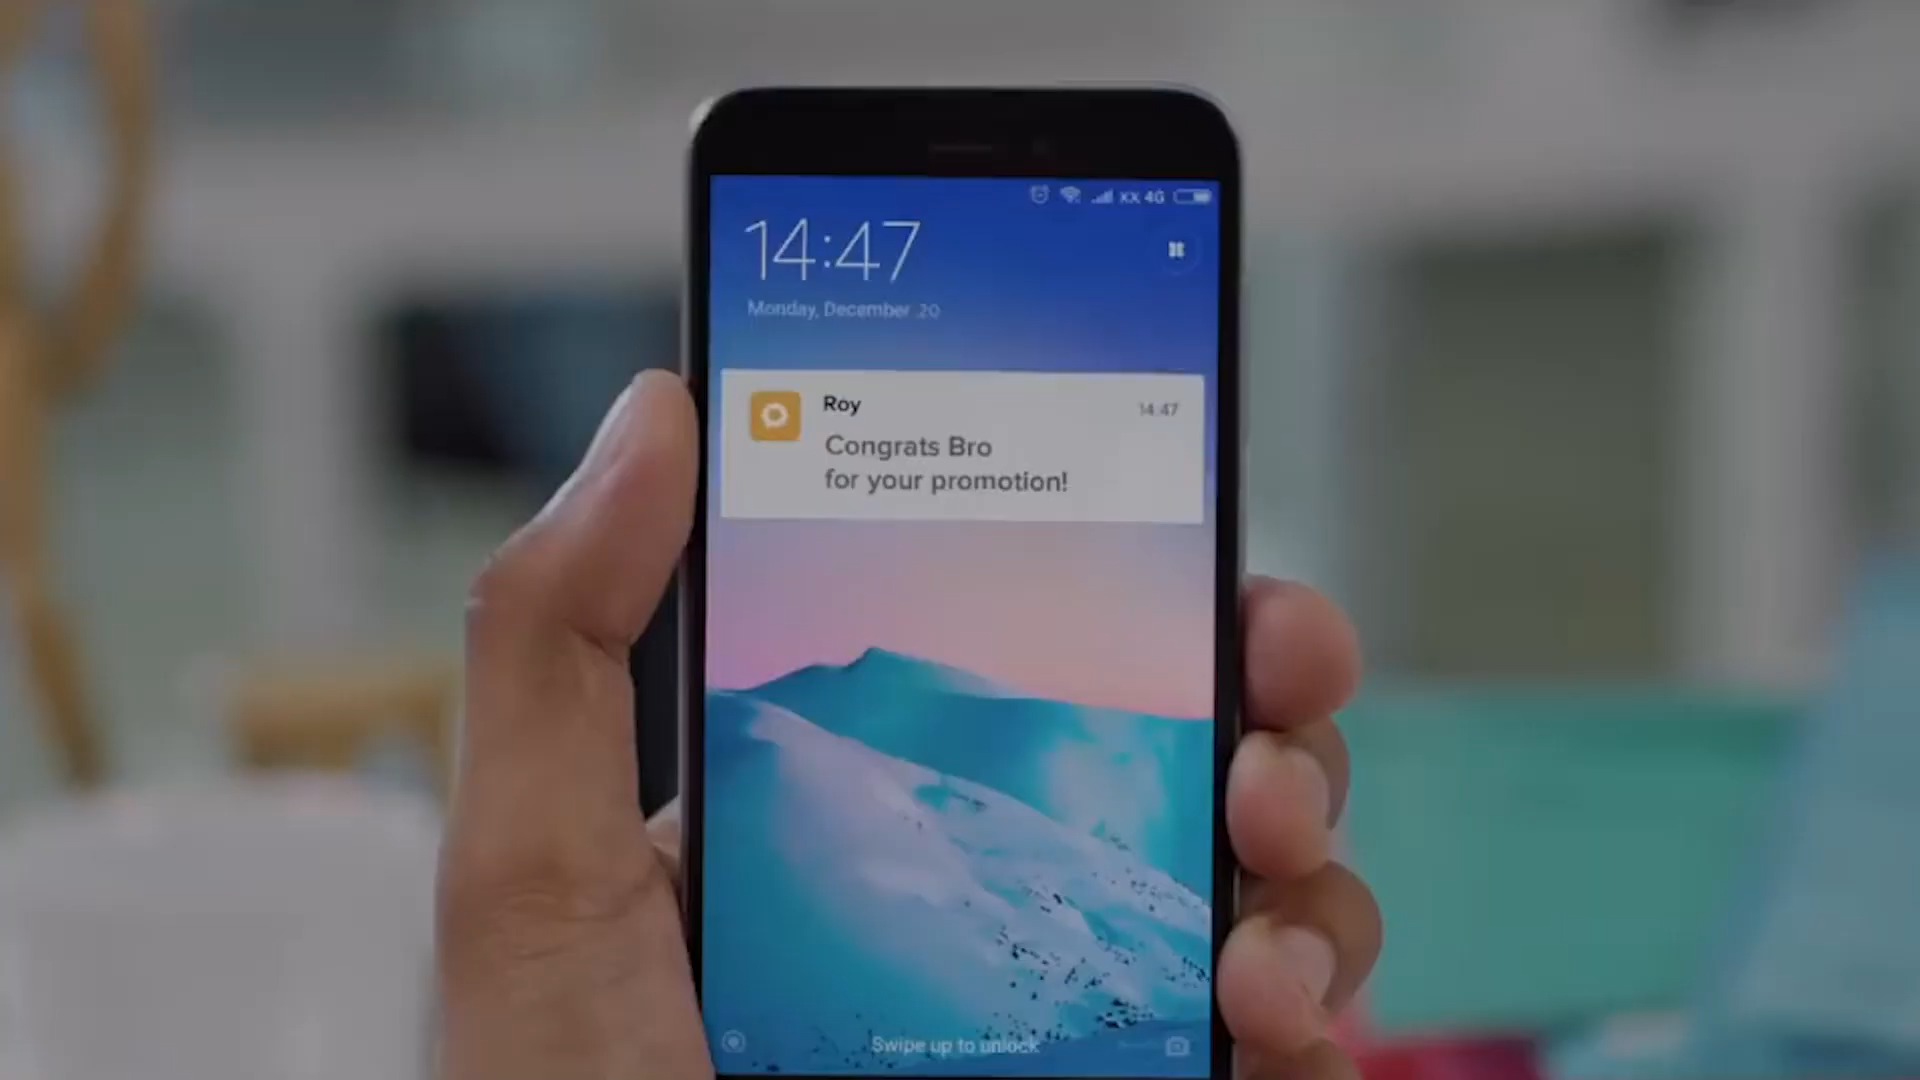 XX 4G
14:47
Monday, December 20
Roy
14:47
Congrats Bro
for your promotion!
Swipe up to unlock